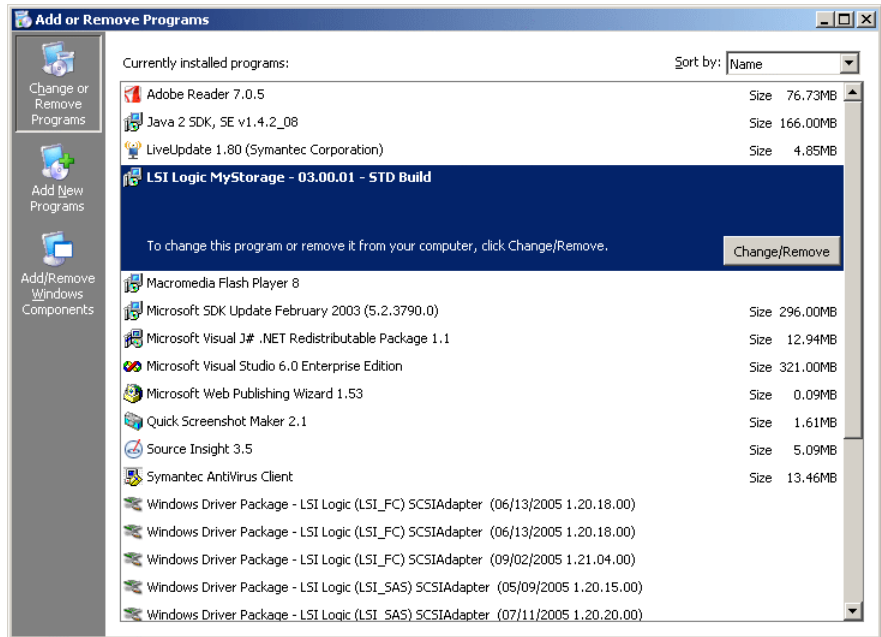 Add or Remove Programs
Change or
Remove
Programs
Add New
Programs
Add/Remove
Windows
Components
Currently installed programs:
Sort by: Name
Adobe Reader 7.0.5 Size 76.73MB
Java 2 SDK, SE v1.4.2_08 Size 166.00MB
LiveUpdate 1.80 (Symantec Corporation) Size 4.85MB
LSI Logic MyStorage - 03.00.01 - STD Build
To change this program or remove it from your computer, click Change/Remove. Change/Remove
Macromedia Flash Player 8
Microsoft SDK Update February 2003 (5.2.3790.0) Size 296.00MB
Microsoft Visual J# .NET Redistributable Package 1.1 Size 12.94MB
Microsoft Visual Studio 6.0 Enterprise Edition Size 321.00MB
Microsoft Web Publishing Wizard 1.53 Size 0.09MB
Quick Screenshot Maker 2.1 Size 1.61MB
Source Insight 3.5 Size 5.09MB
Symantec AntiVirus Client Size 13.46MB
Windows Driver Package - LSI Logic (LSI_FC) SCSIAdapter (06/13/2005 1.20.18.00)
Windows Driver Package - LSI Logic (LSI_FC) SCSIAdapter (06/13/2005 1.20.18.00)
Windows Driver Package - LSI Logic (LSI_FC) SCSIAdapter (09/02/2005 1.21.04.00)
Windows Driver Package - LSI Logic (LSI_SAS) SCSIAdapter (05/09/2005 1.20.15.00)
Windows Driver Package - LSI Logic (LSI_SAS) SCSIAdapter (07/11/2005 1.20.20.00)